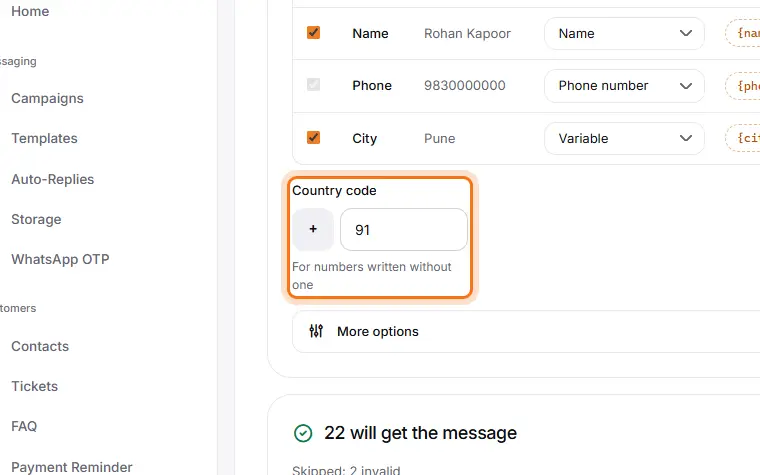 Home
ssaging
Campaigns
Templates
Auto-Replies
Storage
WhatsApp OTP
tomers
Contacts
Tickets
FAQ
Payment Reminder
Name Rohan Kapoor Name {nam
Phone 9830000000 Phone number {pho
City Pune Variable {cit
Country code
+ 91
For numbers written without
one
More options
22 will get the message
Skipped: 2 invalid